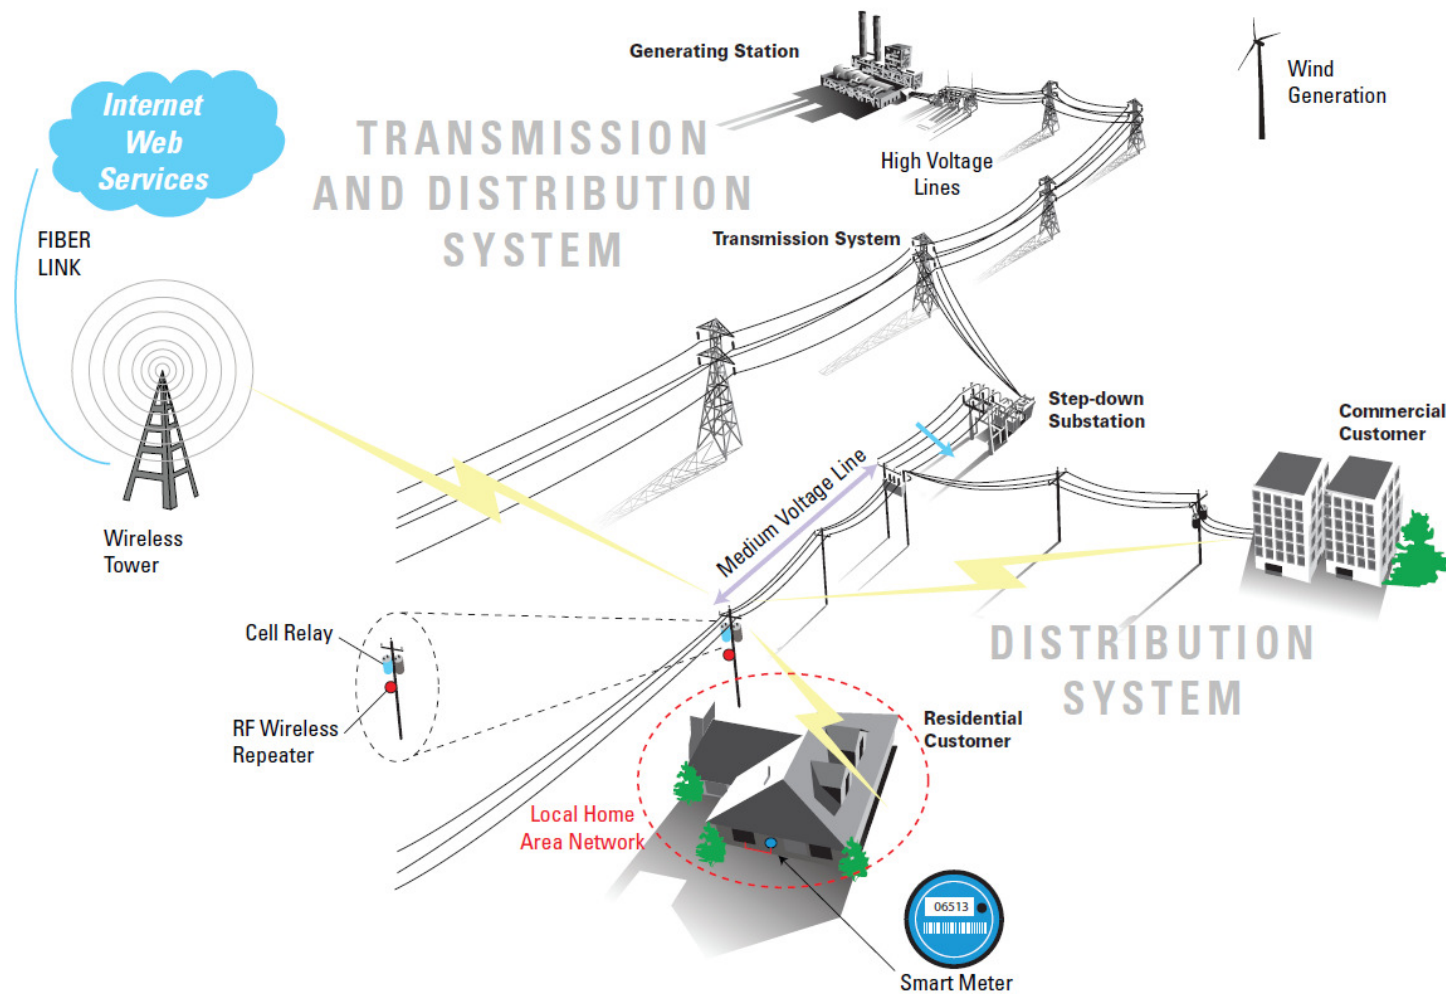 Generating Station
Wind
Generation
Internet
Web
Services
TRANSMISSION
AND DISTRIBUTION
SYSTEM
High Voltage
Lines
FIBER
LINK
Transmission System
Step-down
Substation
Commercial
Customer
Medium Voltage Line
Wireless
Tower
Cell Relay
RF Wireless
Repeater
DISTRIBUTION
SYSTEM
Residential
Customer
Local Home
Area Network
06513
Smart Meter